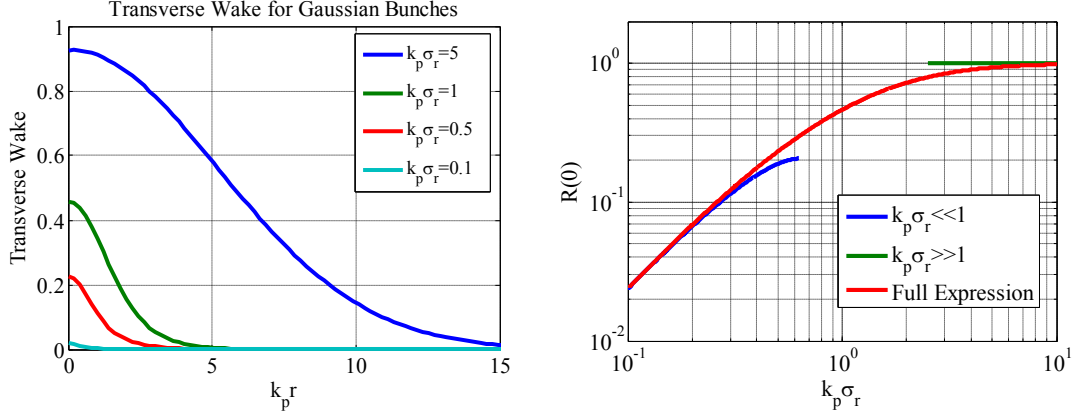 Transverse Wake for Gaussian Bunches
Transverse Wake
1
0.8
0.6
0.4
0.2
0
0 5 10 15
k_p r
k_pσ_r=5
k_pσ_r=1
k_pσ_r=0.5
k_pσ_r=0.1
R(0)
10^0
10^-1
10^-2
10^-1 10^0 10^1
k_pσ_r
k_pσ_r<<1
k_pσ_r>>1
Full Expression